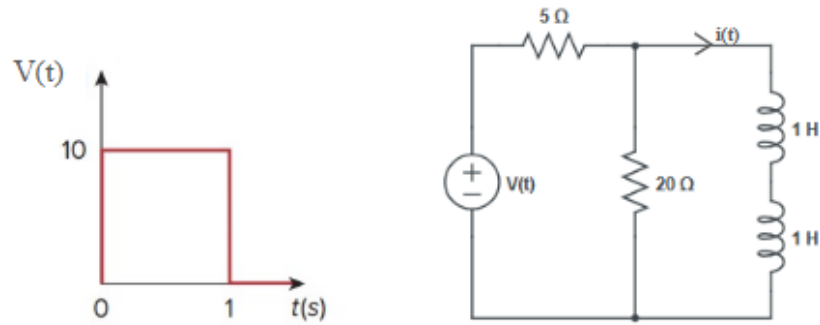 V(t)
10
0
1
t(s)
5 Ω
i(t)
1 H
+
−
V(t)
20 Ω
1 H